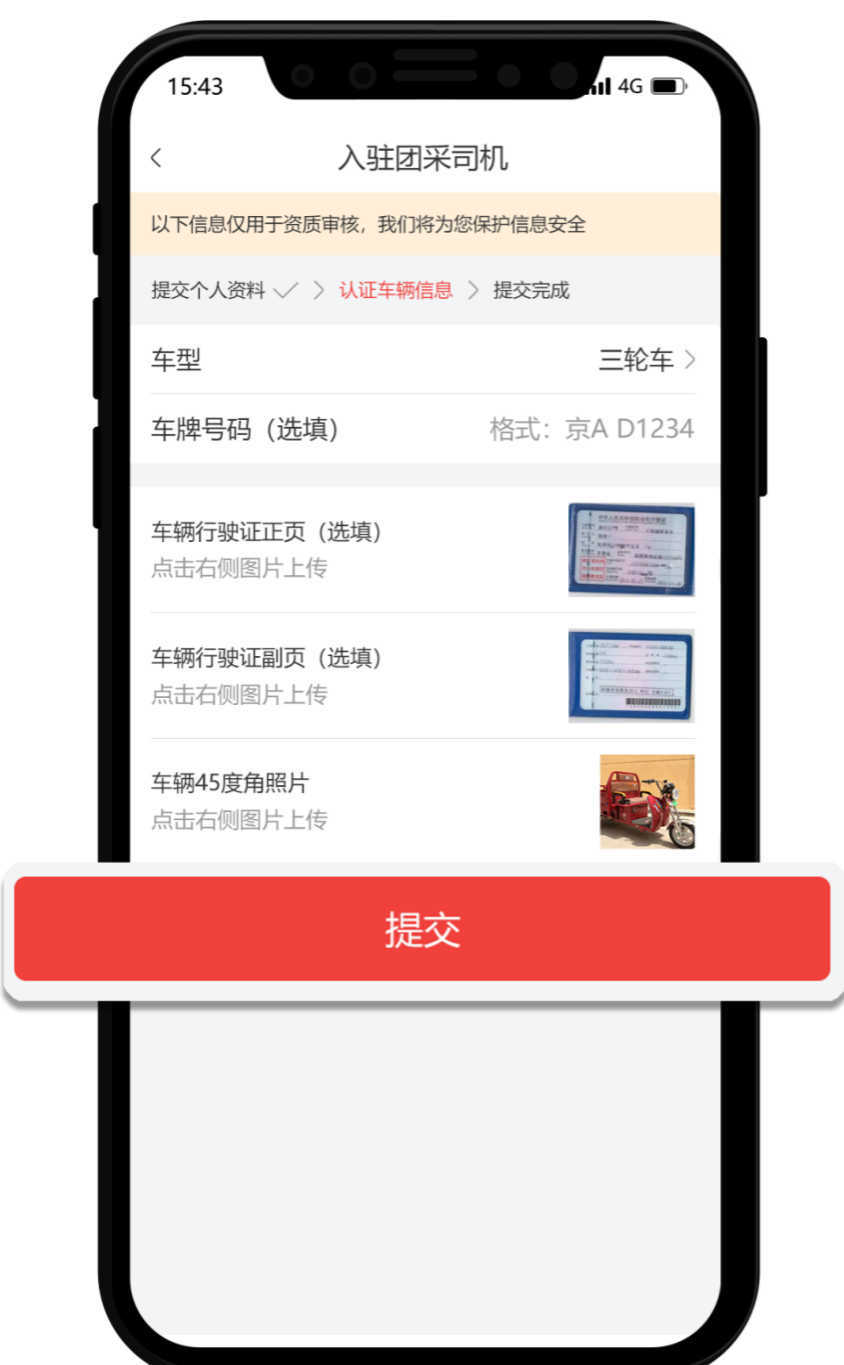 15:43
4G
入驻团采司机
以下信息仅用于资质审核，我们将为您保护信息安全
提交个人资料
认证车辆信息
提交完成
车型
三轮车
车牌号码（选填）
格式：京A D1234
车辆行驶证正页（选填）
点击右侧图片上传
车辆行驶证副页（选填）
点击右侧图片上传
车辆45度角照片
点击右侧图片上传
提交